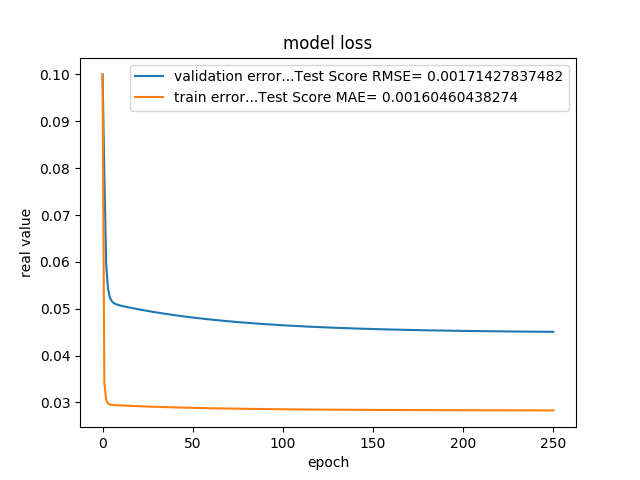 model loss
validation error...Test Score RMSE= 0.00171427837482
train error...Test Score MAE= 0.00160460438274
real value
0.10
0.09
0.08
0.07
0.06
0.05
0.04
0.03
0
50
100
150
200
250
epoch